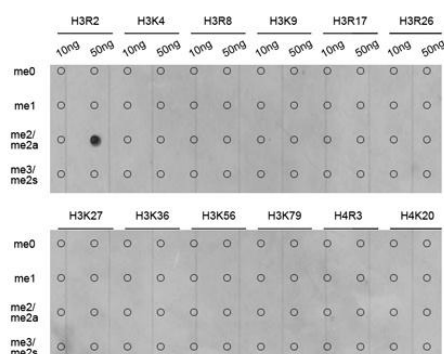 H3R2 H3K4 H3R8 H3K9 H3R17 H3R26
10ng 50ng 10ng 50ng 10ng 50ng 10ng 50ng 10ng 50ng 10ng 50ng
me0
me1
me2/
me2a
me3/
me2s
H3K27 H3K36 H3K56 H3K79 H4R3 H4K20
me0
me1
me2/
me2a
me3/
me2s